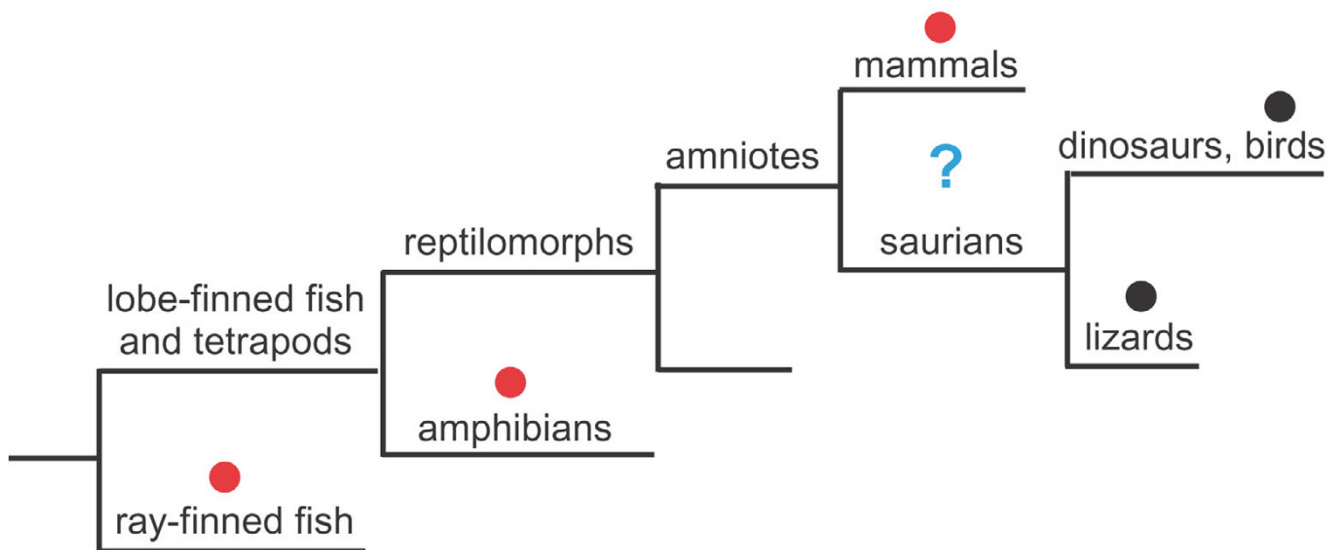 mammals
dinosaurs, birds
amniotes
?
reptilomorphs
saurians
lobe-finned fish
and tetrapods
lizards
amphibians
ray-finned fish